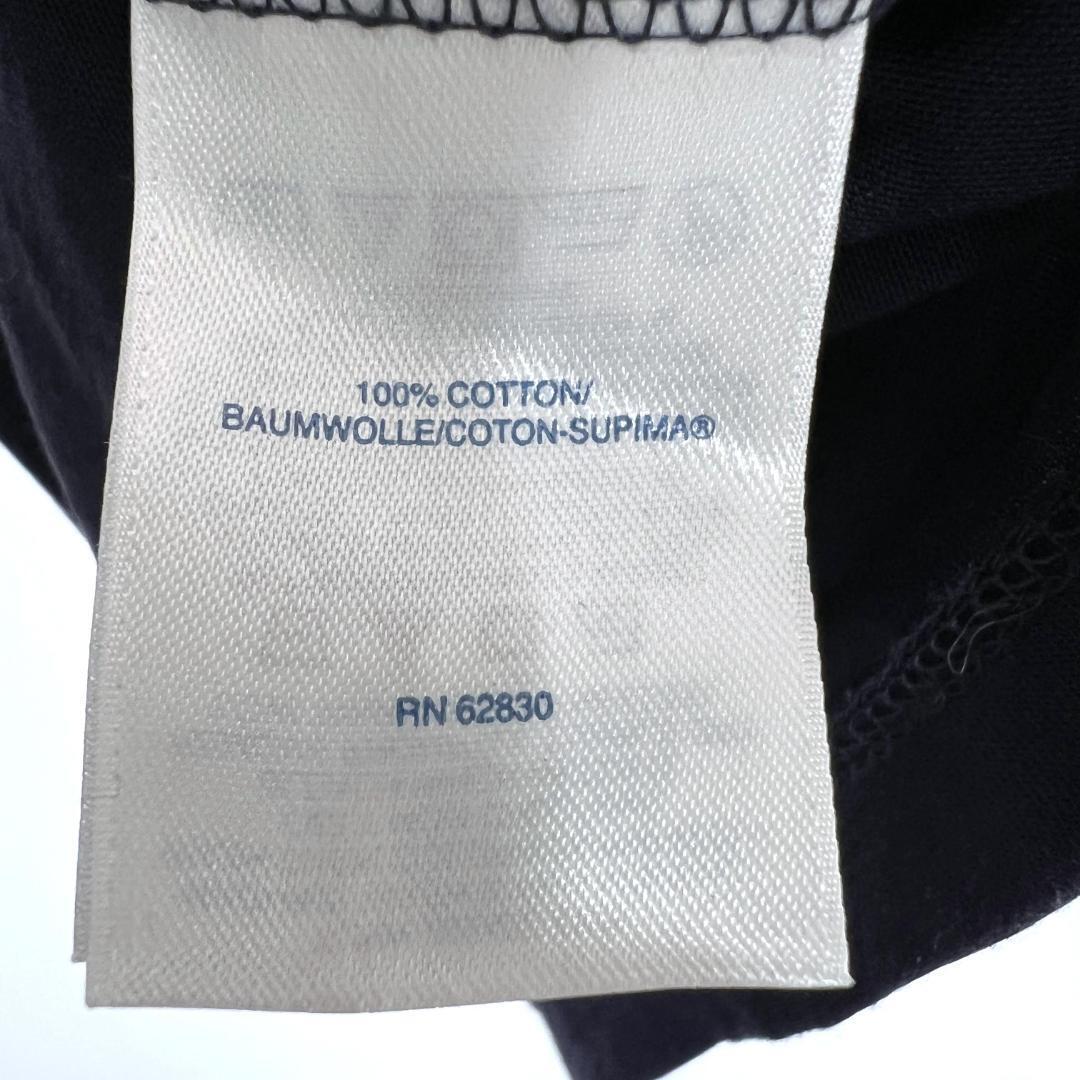 100% COTTON/
BAUMWOLLE/COTON-SUPIMA®
RN 62830